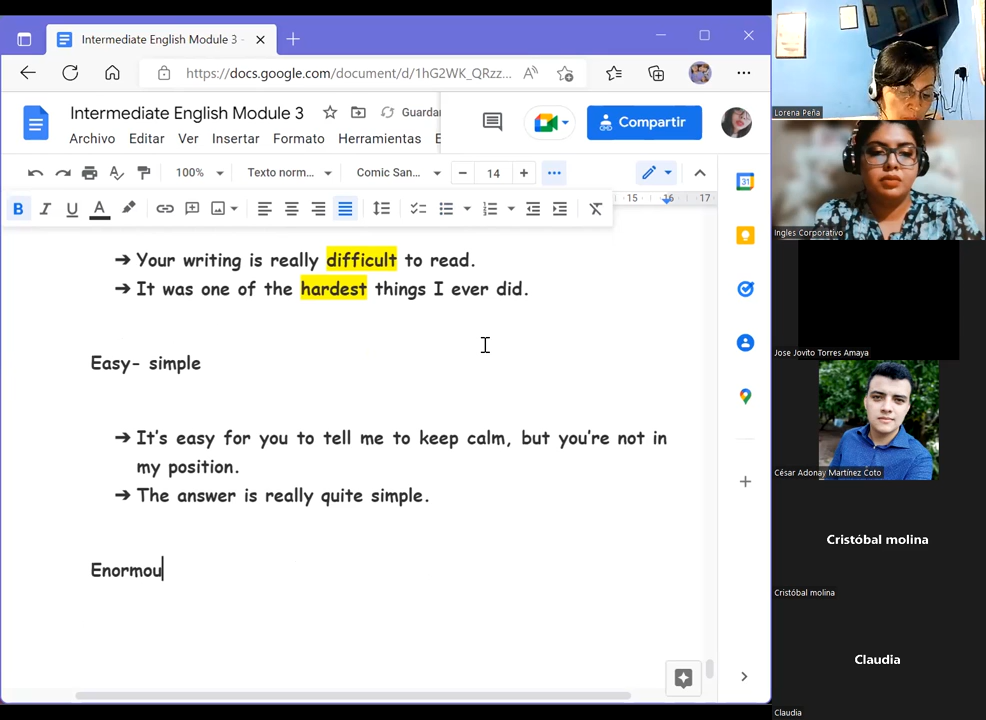 Intermediate English Module 3 -
https://docs.google.com/document/d/1hG2WK_QRzz...
Intermediate English Module 3
Guardar
Compartir
Archivo Editar Ver Insertar Formato Herramientas E
100% Texto norm... Comic San... 14
15 16 17
➔ Your writing is really difficult to read.
➔ It was one of the hardest things I ever did.
Easy- simple
➔ It's easy for you to tell me to keep calm, but you're not in
my position.
➔ The answer is really quite simple.
Enormou
Lorena Peña
Ingles Corporativo
Jose Jovito Torres Amaya
César Adonay Martínez Coto
Cristóbal molina
Cristóbal molina
Claudia
Claudia